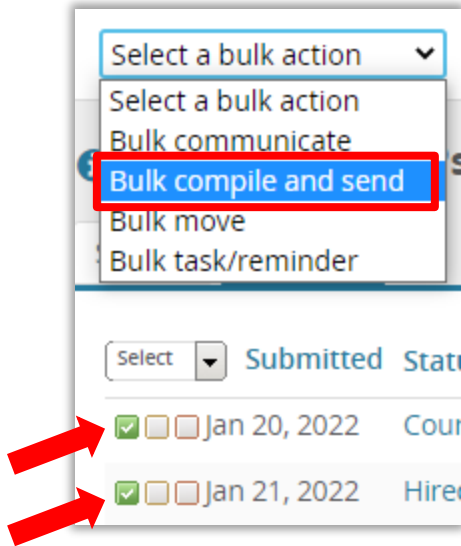 Select a bulk action
Select a bulk action
Bulk communicate
Bulk compile and send
Bulk move
Bulk task/reminder
Select Submitted
Jan 20, 2022
Jan 21, 2022